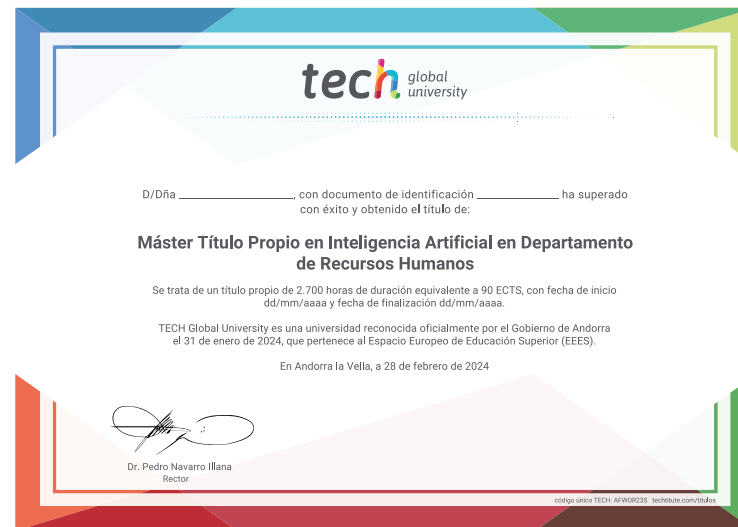 tech global university
D/Dña ______________, con documento de identificación ______________ ha superado
con éxito y obtenido el título de:
Máster Título Propio en Inteligencia Artificial en Departamento
de Recursos Humanos
Se trata de un título propio de 2.700 horas de duración equivalente a 90 ECTS, con fecha de inicio
dd/mm/aaaa y fecha de finalización dd/mm/aaaa.
TECH Global University es una universidad reconocida oficialmente por el Gobierno de Andorra
el 31 de enero de 2024, que pertenece al Espacio Europeo de Educación Superior (EEES).
En Andorra la Vella, a 28 de febrero de 2024
Dr. Pedro Navarro Illana
Rector
código único TECH: AFWOR23S techtitute.com/titulos